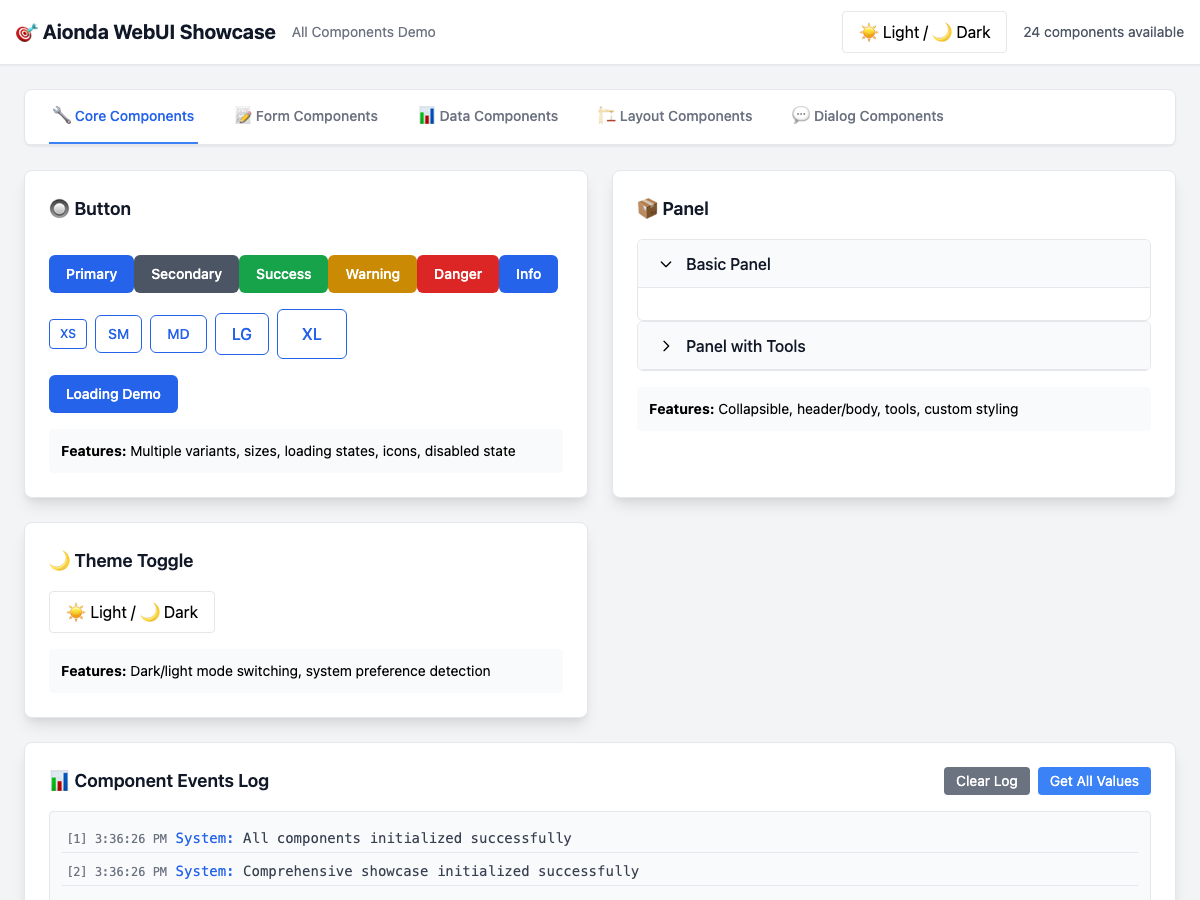 🎯 Aionda WebUI Showcase All Components Demo ☀️ Light / 🌙 Dark 24 components available
🔧 Core Components 📝 Form Components 📊 Data Components 🏗️ Layout Components 💬 Dialog Components
🔘 Button
Primary Secondary Success Warning Danger Info
XS SM MD LG XL
Loading Demo
Features: Multiple variants, sizes, loading states, icons, disabled state
📦 Panel
Basic Panel
Panel with Tools
Features: Collapsible, header/body, tools, custom styling
🌙 Theme Toggle
☀️ Light / 🌙 Dark
Features: Dark/light mode switching, system preference detection
📊 Component Events Log Clear Log Get All Values
[1] 3:36:26 PM System: All components initialized successfully
[2] 3:36:26 PM System: Comprehensive showcase initialized successfully